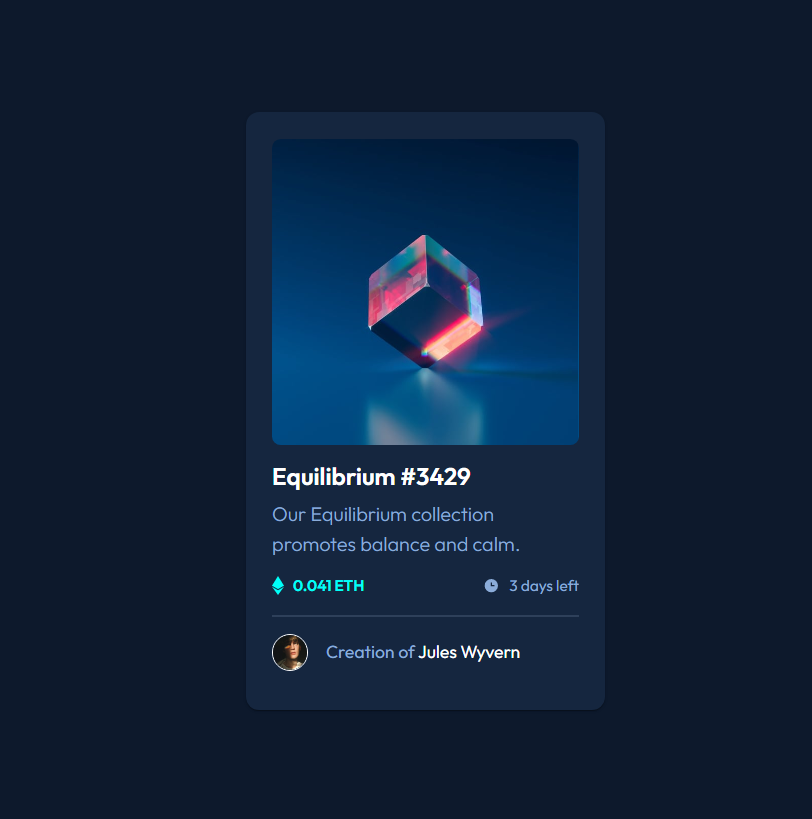 Equilibrium #3429
Our Equilibrium collection
promotes balance and calm.
0.041 ETH 3 days left
Creation of Jules Wyvern